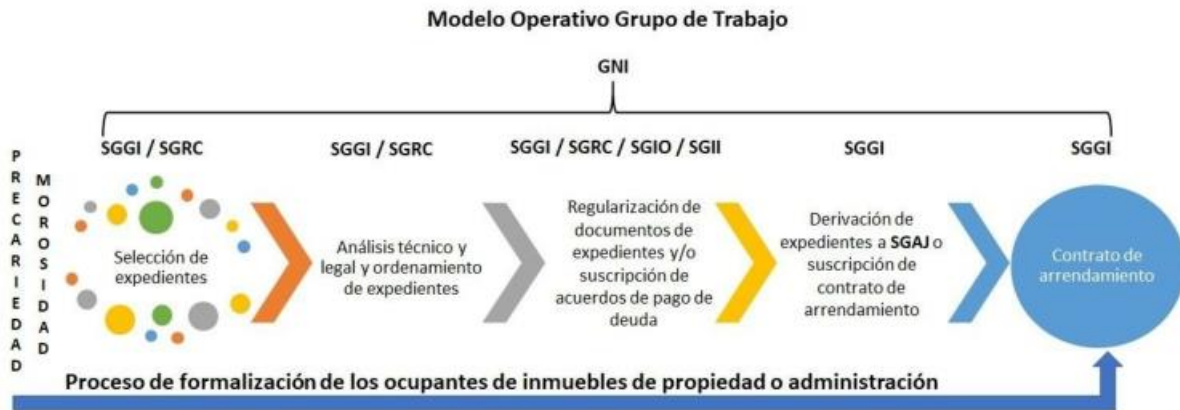 Modelo Operativo Grupo de Trabajo
GNI
PRECARIEDAD
MOROSIDAD
SGGI / SGRC
Selección de
expedientes
SGGI / SGRC
Análisis técnico y
legal y ordenamiento
de expedientes
SGGI / SGRC / SGIO / SGII
Regularización de
documentos de
expedientes y/o
suscripción de
acuerdos de pago de
deuda
SGGI
Derivación de
expedientes a SGAJ o
suscripción de
contrato de
arrendamiento
SGGI
Contrato de
arrendamiento
Proceso de formalización de los ocupantes de inmuebles de propiedad o administración